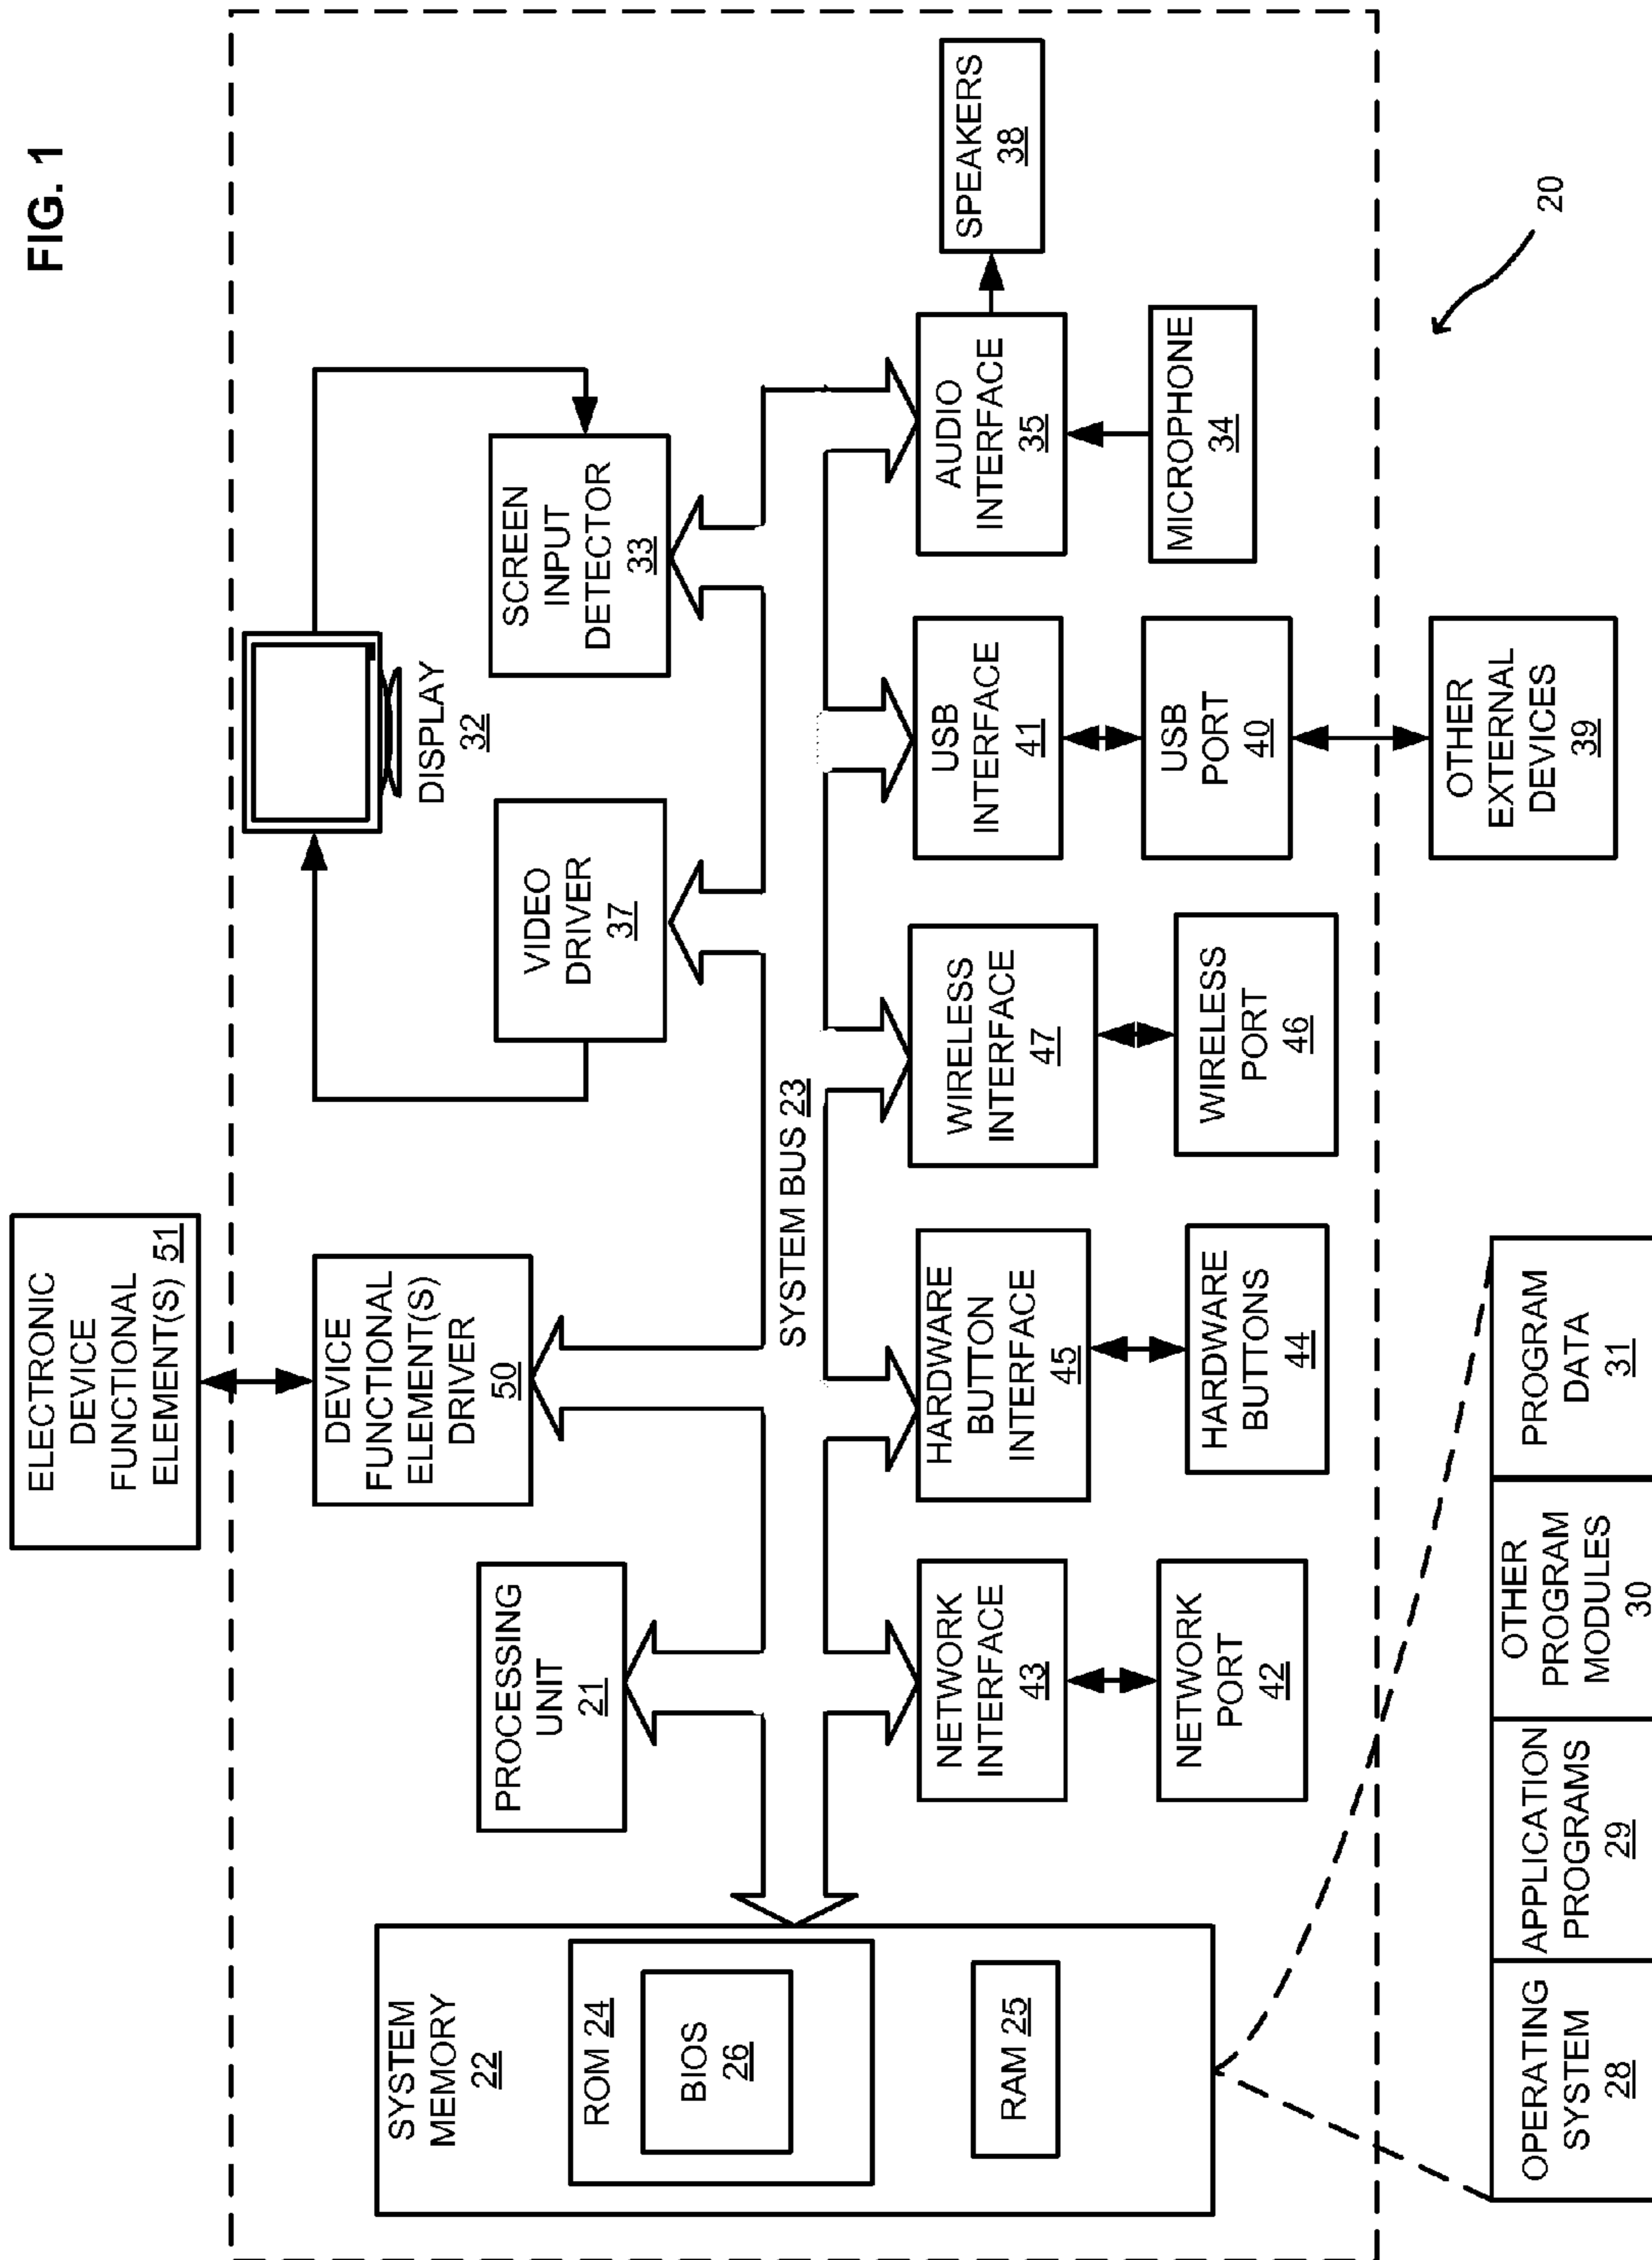 FIG. 1
ELECTRONIC
DEVICE
FUNCTIONAL
ELEMENT(S) 51
DISPLAY
32
DEVICE
FUNCTIONAL
ELEMENT(S)
DRIVER
50
PROCESSING
UNIT
21
VIDEO
DRIVER
37
SCREEN
INPUT
DETECTOR
33
SYSTEM
MEMORY
22
ROM 24
BIOS
26
RAM 25
SYSTEM BUS 23
NETWORK
INTERFACE
43
HARDWARE
BUTTON
INTERFACE
45
WIRELESS
INTERFACE
47
USB
INTERFACE
41
AUDIO
INTERFACE
35
SPEAKERS
38
NETWORK
PORT
42
HARDWARE
BUTTONS
44
WIRELESS
PORT
46
USB
PORT
40
MICROPHONE
34
OPERATING
SYSTEM
28
APPLICATION
PROGRAMS
29
OTHER
PROGRAM
MODULES
30
PROGRAM
DATA
31
OTHER
EXTERNAL
DEVICES
39
20